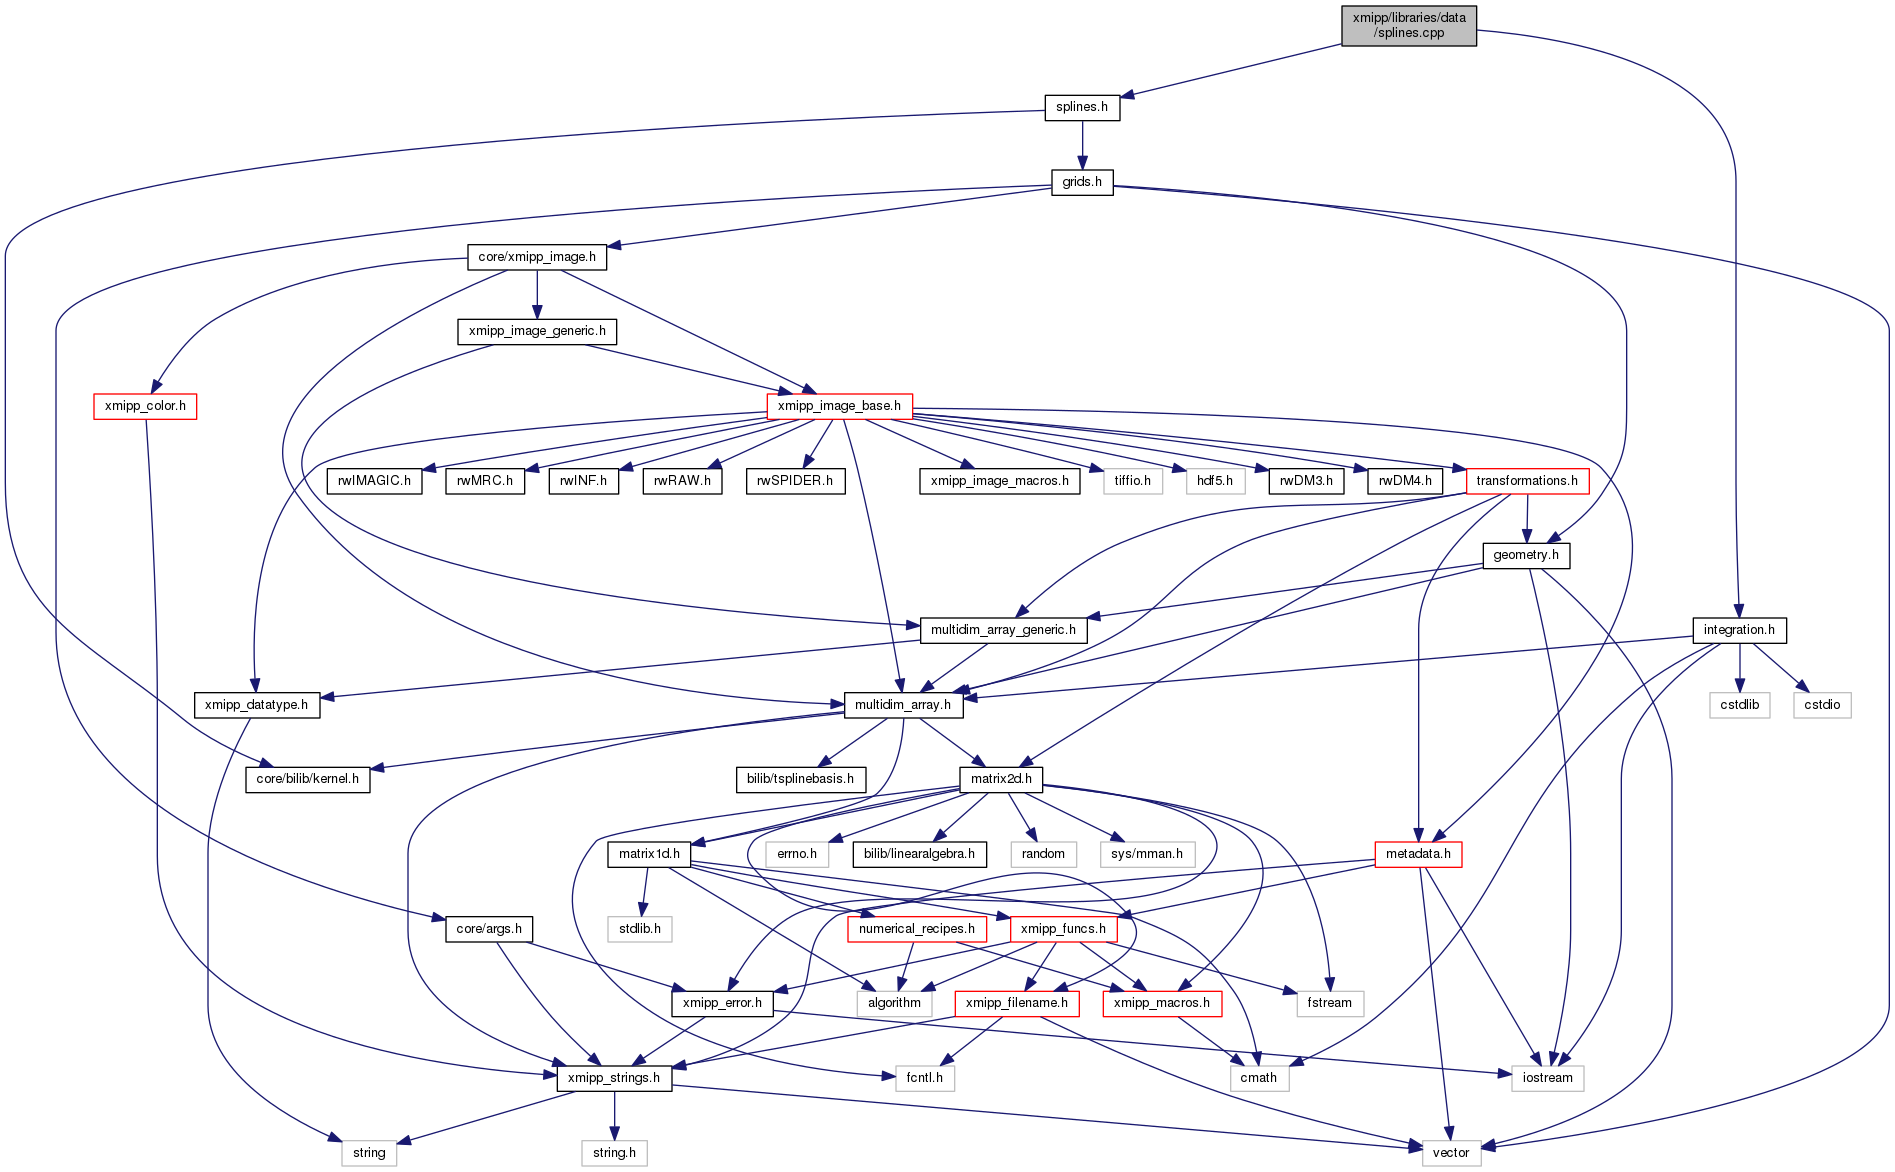 xmipp/libraries/data
/splines.cpp
splines.h
grids.h
core/xmipp_image.h
xmipp_image_generic.h
xmipp_color.h
xmipp_image_base.h
rwIMAGIC.h
rwMRC.h
rwINF.h
rwRAW.h
rwSPIDER.h
xmipp_image_macros.h
tiffio.h
hdf5.h
rwDM3.h
rwDM4.h
transformations.h
geometry.h
multidim_array_generic.h
integration.h
xmipp_datatype.h
multidim_array.h
cstdlib
cstdio
core/bilib/kernel.h
bilib/tsplinebasis.h
matrix2d.h
matrix1d.h
errno.h
bilib/linearalgebra.h
random
sys/mman.h
metadata.h
core/args.h
stdlib.h
numerical_recipes.h
xmipp_funcs.h
xmipp_error.h
algorithm
xmipp_filename.h
xmipp_macros.h
fstream
xmipp_strings.h
fcntl.h
cmath
iostream
string
string.h
vector